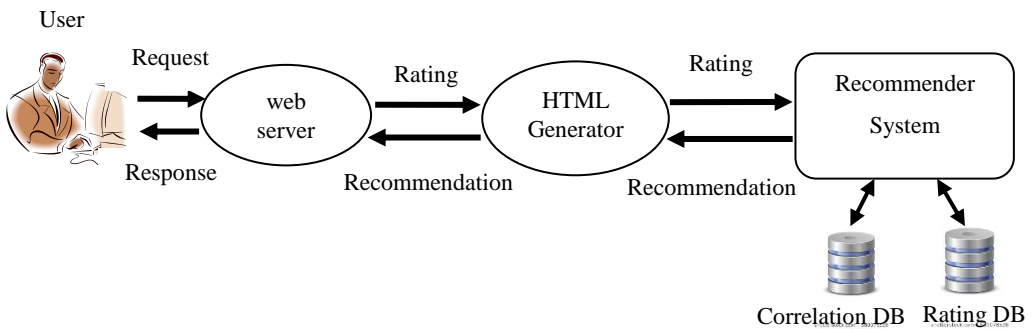 User
Request
Response
web
server
Rating
Recommendation
HTML
Generator
Rating
Recommendation
Recommender
System
Correlation DB
Rating DB